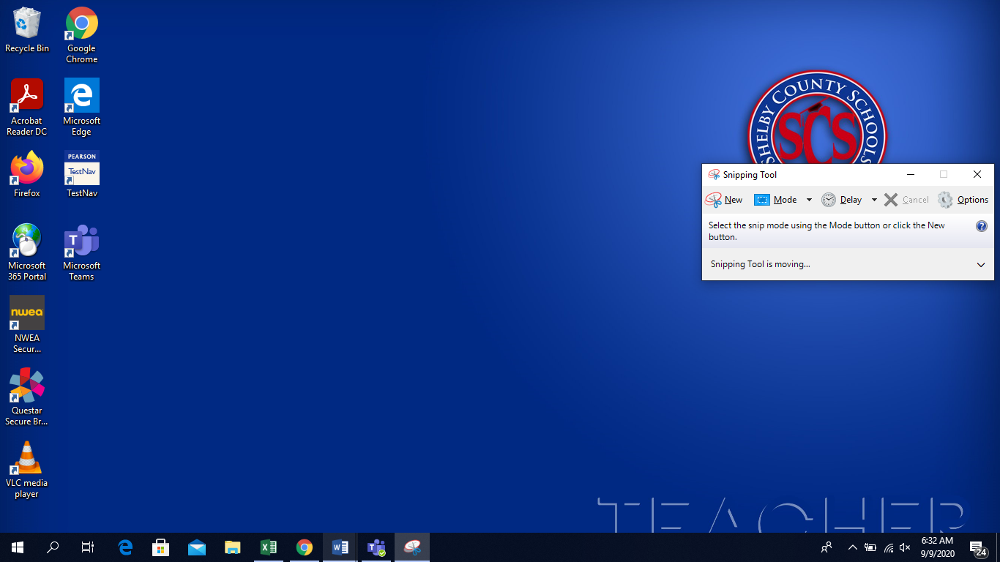 Recycle Bin
Google
Chrome
Acrobat
Reader DC
Microsoft
Edge
Firefox
PEARSON
TestNav
TestNav
Microsoft
365 Portal
T
Microsoft
Teams
nwea
NWEA
Secur...
Questar
Secure Br...
VLC media
player
SHELBY COUNTY SCHOOLS
SCS
Snipping Tool
New
Mode
Delay
Cancel
Options
Select the snip mode using the Mode button or click the New
button.
Snipping Tool is moving...
TEACHER
6:32 AM
9/9/2020
24